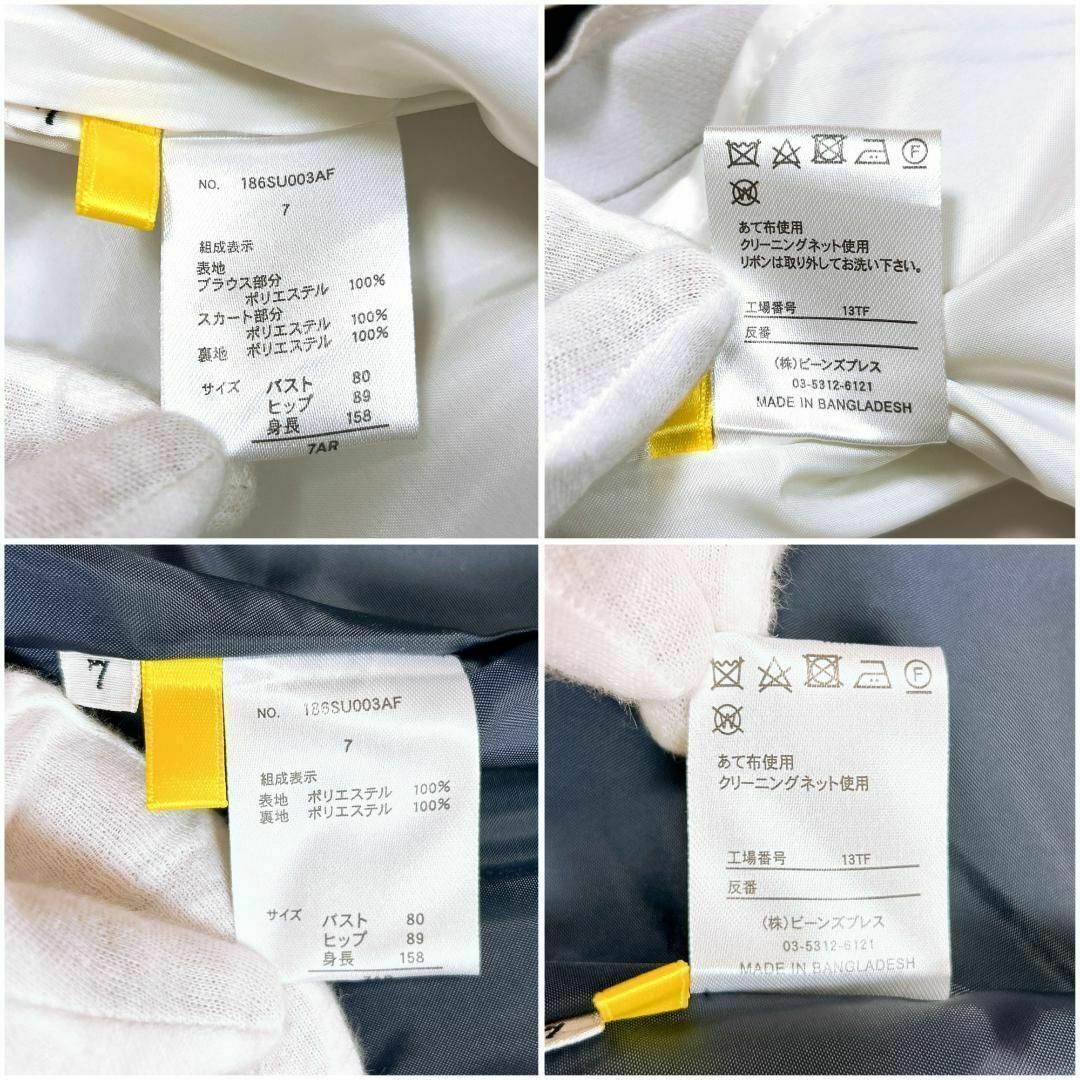 7
NO. 186SU003AF
7
組成表示
表地
ブラウス部分
ポリエステル 100%
スカート部分
ポリエステル 100%
裏地 ポリエステル 100%
サイズ バスト 80
ヒップ 89
身長 158
7AR
F
W
あて布使用
クリーニングネット使用
リボンは取り外してお洗い下さい。
工場番号 13TF
反番
(株)ビーンズプレス
03-5312-6121
MADE IN BANGLADESH
7
NO. 186SU003AF
7
組成表示
表地 ポリエステル 100%
裏地 ポリエステル 100%
サイズ バスト 80
ヒップ 89
身長 158
F
W
あて布使用
クリーニングネット使用
工場番号 13TF
反番
(株)ビーンズプレス
03-5312-6121
MADE IN BANGLADESH
7